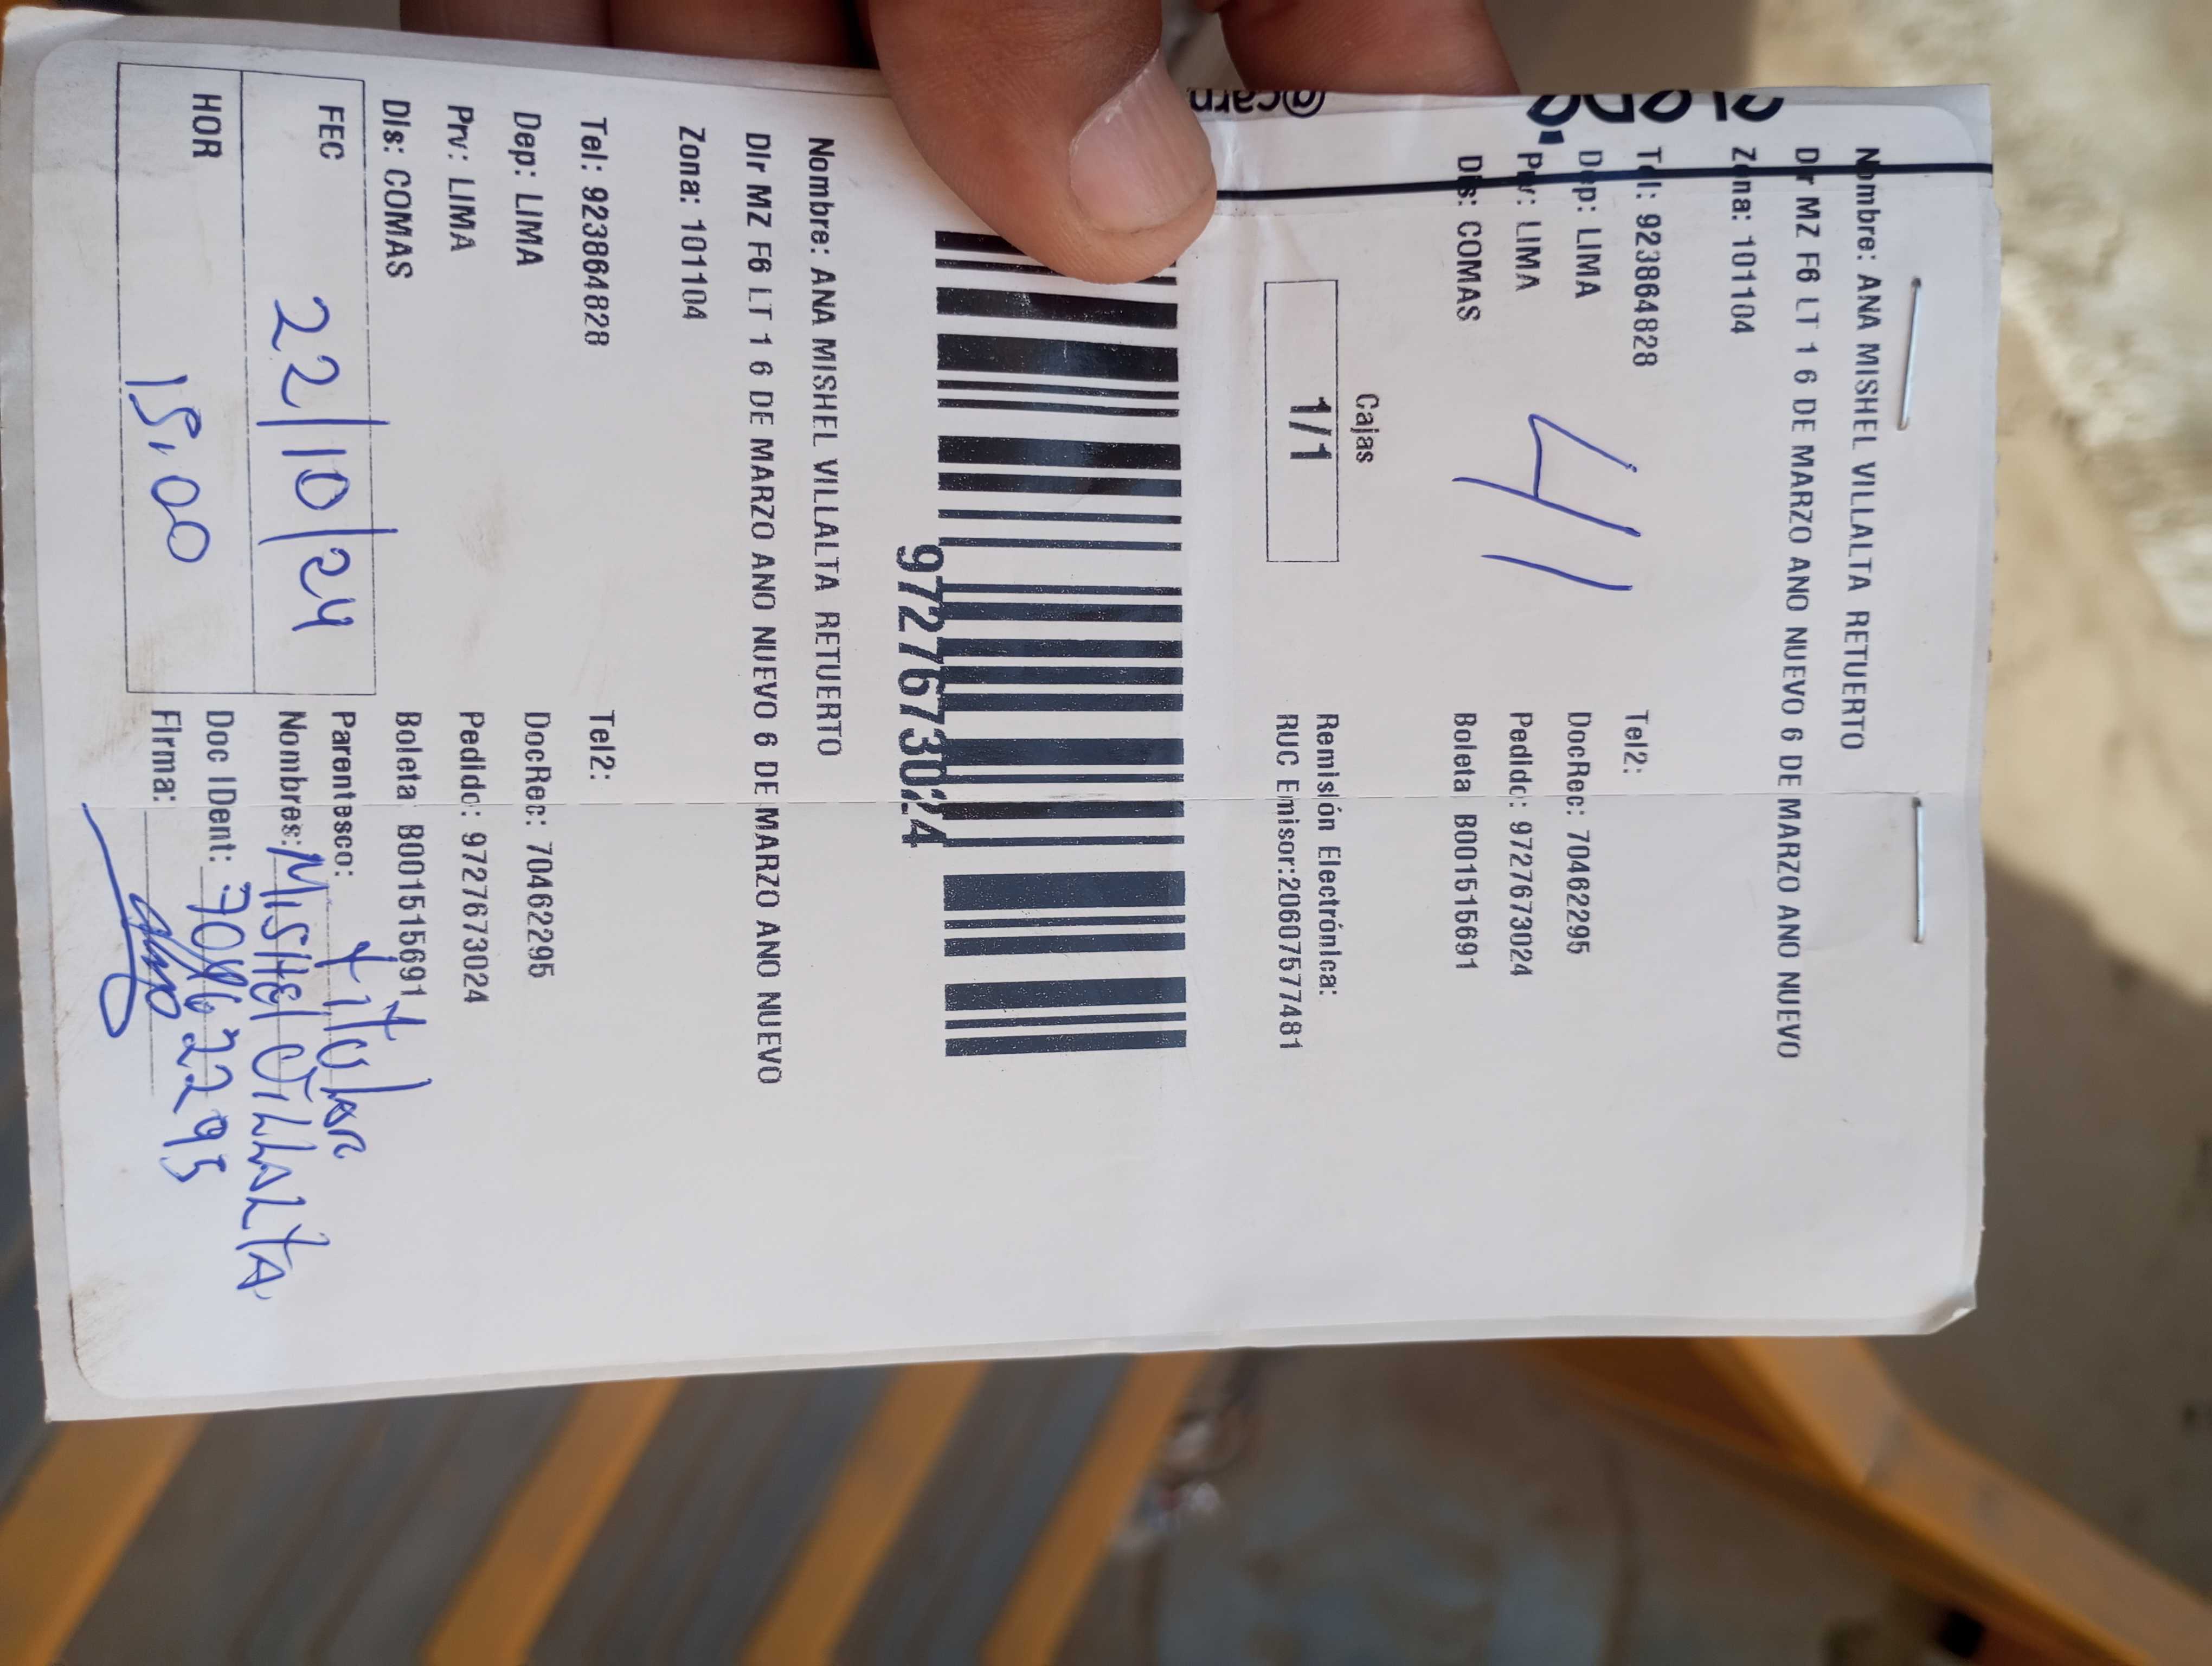 Nombre: ANA MISHEL VILLALTA RETUERTO
Dir MZ F6 LT 1 6 DE MARZO ANO NUEVO 6 DE MARZO ANO NUEVO
Zona: 101104
Tel: 923864828 Tel2:
Dep: LIMA DocRec: 70462295
Prv: LIMA Pedido: 9727673024
Dis: COMAS Boleta B001515691
41
Cajas
1/1
Remisión Electrónica:
RUC Emisor:20607577481
@carp
9727673024
Nombre: ANA MISHEL VILLALTA RETUERTO
Dir MZ F6 LT 1 6 DE MARZO ANO NUEVO 6 DE MARZO ANO NUEVO
Zona: 101104
Tel: 923864828 Tel2:
Dep: LIMA DocRec: 70462295
Prv: LIMA Pedido: 9727673024
Dis: COMAS Boleta B001515691
FEC 22/10/24
HOR 15,00
Parentesco: titular
Nombres: Mishel Villalta
Doc IDent: 70462295
Firma: